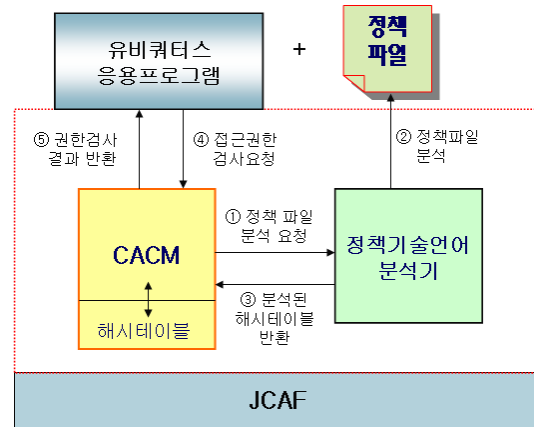 유비쿼터스
응용프로그램
+
정책
파일
⑤ 권한검사
결과 반환
④ 접근권한
검사요청
② 정책파일
분석
CACM
해시테이블
① 정책 파일
분석 요청
③ 분석된
해시테이블
반환
정책기술언어
분석기
JCAF